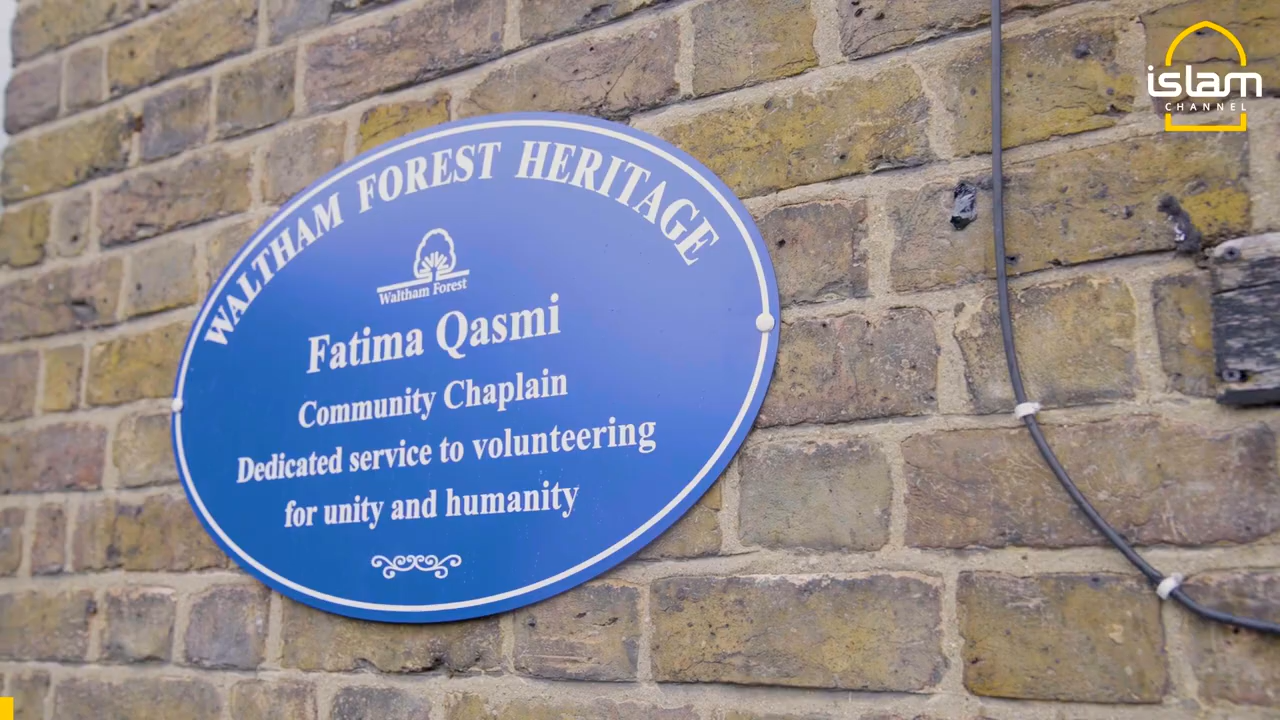 WALTHAM FOREST HERITAGE
Waltham Forest
Fatima Qasmi
Community Chaplain
Dedicated service to volunteering
for unity and humanity
islam
CHANNEL